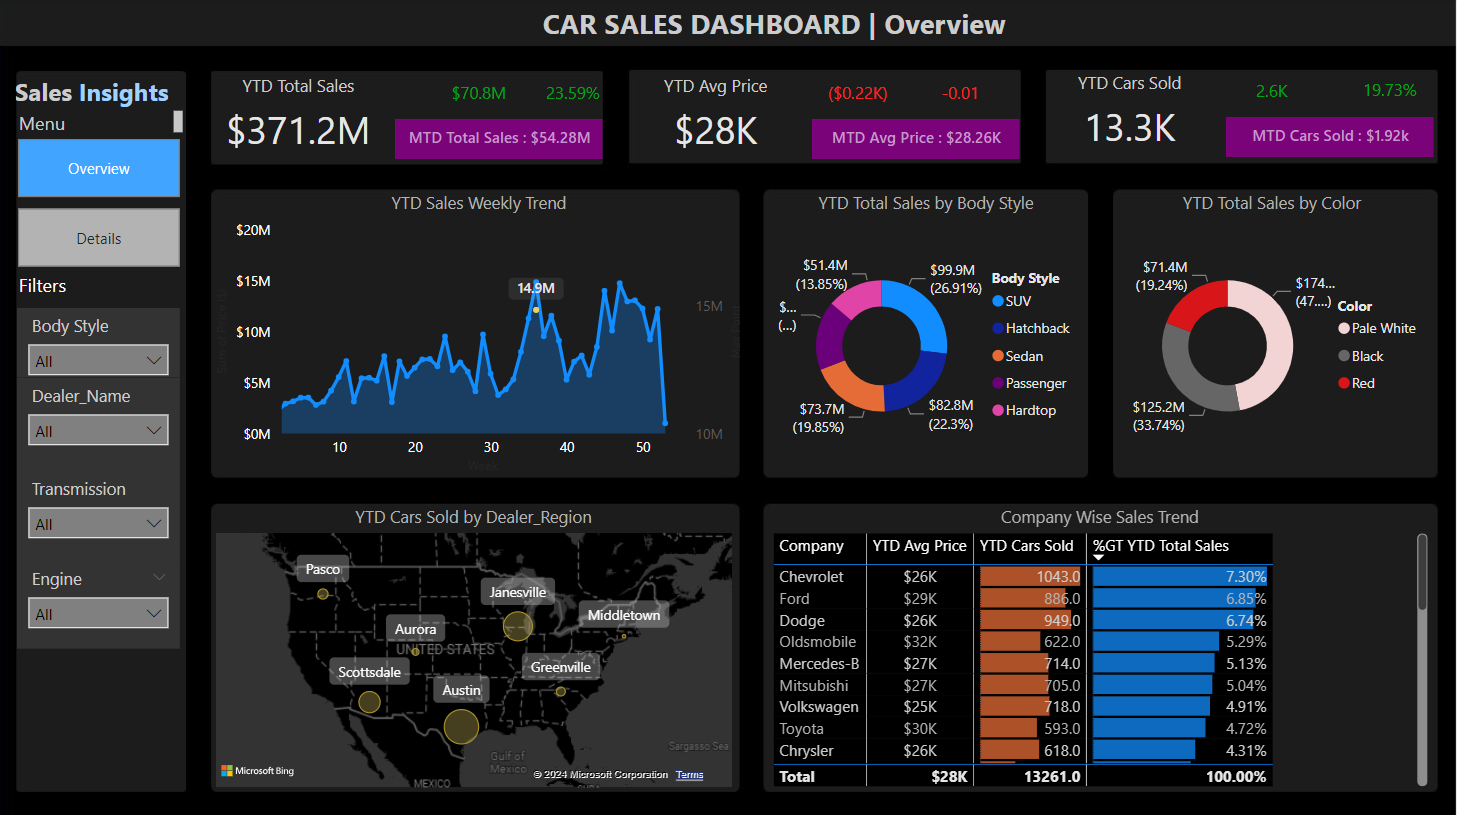 CAR SALES DASHBOARD | Overview
Sales Insights
Menu
Overview
Details
Filters
Body Style
All
Dealer_Name
All
Transmission
All
Engine
All
YTD Total Sales
$70.8M 23.59%
$371.2M
MTD Total Sales : $54.28M
YTD Avg Price
($0.22K) -0.01
$28K
MTD Avg Price : $28.26K
YTD Cars Sold
2.6K 19.73%
13.3K
MTD Cars Sold : $1.92k
YTD Sales Weekly Trend
$20M
$15M
$10M
$5M
$0M
14.9M
15M
10M
10 20 30 40 50
Week
YTD Total Sales by Body Style
$51.4M
(13.85%)
$99.9M
(26.91%)
$...
(...)
$73.7M
(19.85%)
$82.8M
(22.3%)
Body Style
SUV
Hatchback
Sedan
Passenger
Hardtop
YTD Total Sales by Color
$71.4M
(19.24%)
$174...
(47....)
$125.2M
(33.74%)
Color
Pale White
Black
Red
YTD Cars Sold by Dealer_Region
Pasco
Janesville
Middletown
Aurora
UNITED STATES
Scottsdale
Greenville
Austin
Gulf of
Mexico
Sargasso Sea
MEXICO
CUBA
Microsoft Bing
© 2024 Microsoft Corporation Terms
Company Wise Sales Trend
Company YTD Avg Price YTD Cars Sold %GT YTD Total Sales
Chevrolet $26K 1043.0 7.30%
Ford $29K 886.0 6.85%
Dodge $26K 949.0 6.74%
Oldsmobile $32K 622.0 5.29%
Mercedes-B $27K 714.0 5.13%
Mitsubishi $27K 705.0 5.04%
Volkswagen $25K 718.0 4.91%
Toyota $30K 593.0 4.72%
Chrysler $26K 618.0 4.31%
Total $28K 13261.0 100.00%